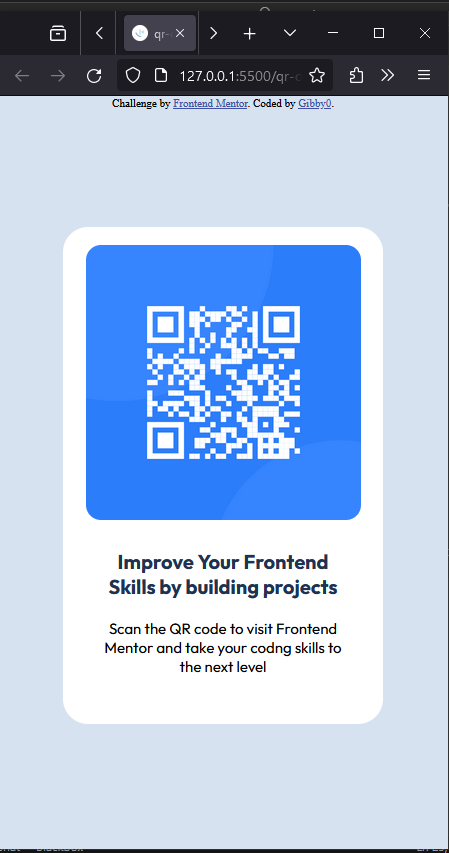 qr-c
127.0.0.1:5500/qr-c
Challenge by Frontend Mentor. Coded by Gibby0.
Improve Your Frontend
Skills by building projects
Scan the QR code to visit Frontend
Mentor and take your codng skills to
the next level